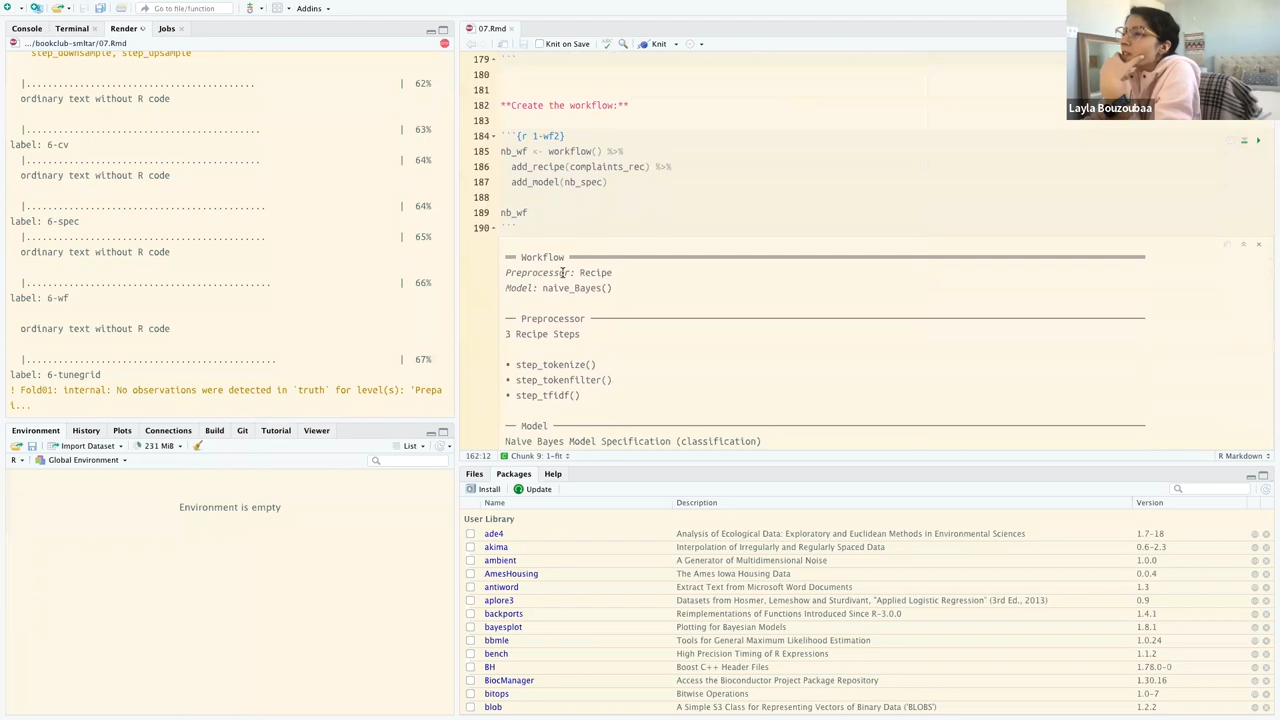 Go to file/function
Addins
Console
Terminal
Render
Jobs
.../bookclub-smltar/07.Rmd
step_downsample, step_upsample
|........................................... | 62%
ordinary text without R code
|............................................ | 63%
label: 6-cv
|............................................ | 64%
ordinary text without R code
|............................................. | 64%
label: 6-spec
|............................................. | 65%
ordinary text without R code
|.............................................. | 66%
label: 6-wf
ordinary text without R code
|............................................... | 67%
label: 6-tunegrid
! Fold01: internal: No observations were detected in `truth` for level(s): 'Prepa
i...
Environment
History
Plots
Connections
Build
Git
Tutorial
Viewer
Import Dataset
231 MiB
List
R
Global Environment
Environment is empty
07.Rmd
Knit on Save
Knit
179 ```
180
181
182 **Create the workflow:**
183
184 ```{r 1-wf2}
185 nb_wf <- workflow() %>%
186 add_recipe(complaints_rec) %>%
187 add_model(nb_spec)
188
189 nb_wf
190 ```
══ Workflow ══
Preprocessor: Recipe
Model: naive_Bayes()
── Preprocessor ──
3 Recipe Steps
• step_tokenize()
• step_tokenfilter()
• step_tfidf()
── Model ──
Naive Bayes Model Specification (classification)
162:12
Chunk 9: 1-fit
R Markdown
Files
Packages
Help
Install
Update
Name Description Version
User Library
ade4 Analysis of Ecological Data: Exploratory and Euclidean Methods in Environmental Sciences 1.7-18
akima Interpolation of Irregularly and Regularly Spaced Data 0.6-2.3
ambient A Generator of Multidimensional Noise 1.0.0
AmesHousing The Ames Iowa Housing Data 0.0.4
antiword Extract Text from Microsoft Word Documents 1.3
aplore3 Datasets from Hosmer, Lemeshow and Sturdivant, "Applied Logistic Regression" (3rd Ed., 2013) 0.9
backports Reimplementations of Functions Introduced Since R-3.0.0 1.4.1
bayesplot Plotting for Bayesian Models 1.8.1
bbmle Tools for General Maximum Likelihood Estimation 1.0.24
bench High Precision Timing of R Expressions 1.1.2
BH Boost C++ Header Files 1.78.0-0
BiocManager Access the Bioconductor Project Package Repository 1.30.16
bitops Bitwise Operations 1.0-7
blob A Simple S3 Class for Representing Vectors of Binary Data ('BLOBS') 1.2.2
Layla Bouzoubaa